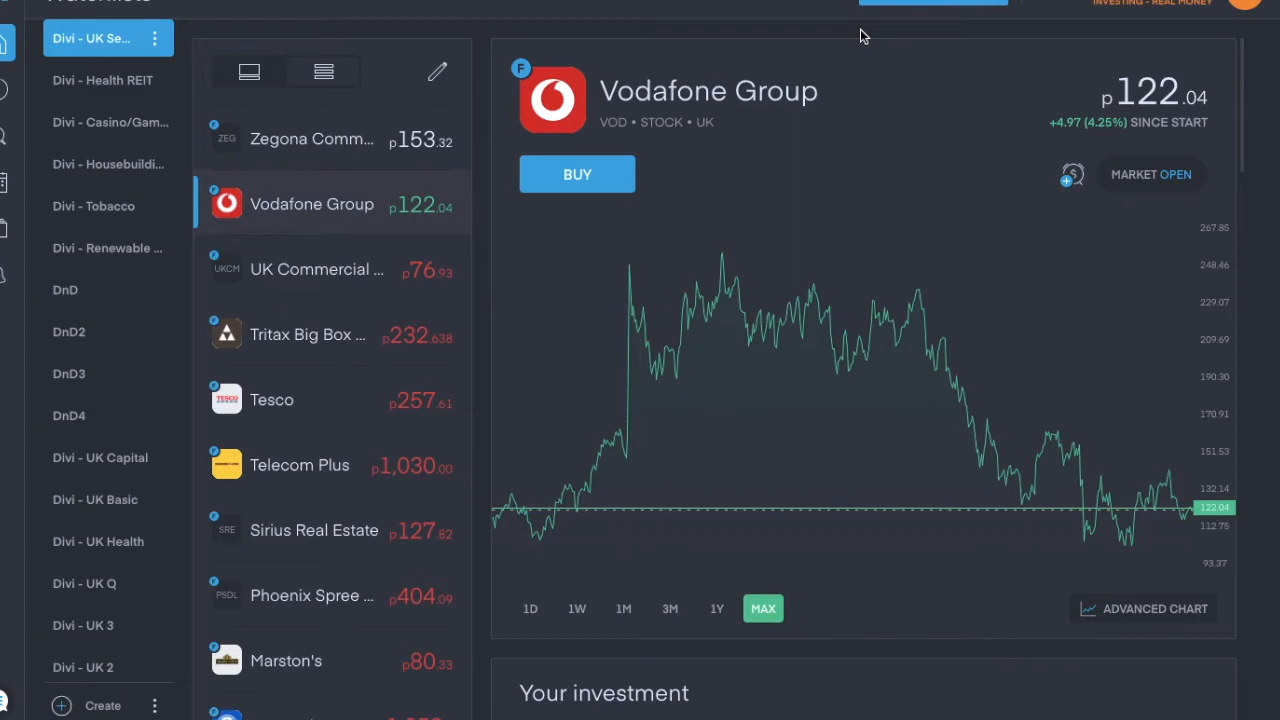 INVESTING - REAL MONEY
Divi - UK Se...
Divi - Health REIT
Divi - Casino/Gam...
Divi - Housebuildi...
Divi - Tobacco
Divi - Renewable ...
DnD
DnD2
DnD3
DnD4
Divi - UK Capital
Divi - UK Basic
Divi - UK Health
Divi - UK Q
Divi - UK 3
Divi - UK 2
Create
F
ZEG
Zegona Comm...
p153.32
F
Vodafone Group
p122.04
F
UKCM
UK Commercial ...
p76.93
F
Tritax Big Box ...
p232.638
F
TESCO
Tesco
p257.61
F
Telecom Plus
p1,030.00
F
SRE
Sirius Real Estate
p127.82
F
PSDL
Phoenix Spree ...
p404.09
F
Marston's
p80.33
F
F
Vodafone Group
VOD • STOCK • UK
p122.04
+4.97 (4.25%) SINCE START
BUY
MARKET OPEN
267.85
248.46
229.07
209.69
190.30
170.91
151.53
132.14
122.04
112.75
93.37
1D
1W
1M
3M
1Y
MAX
ADVANCED CHART
Your investment